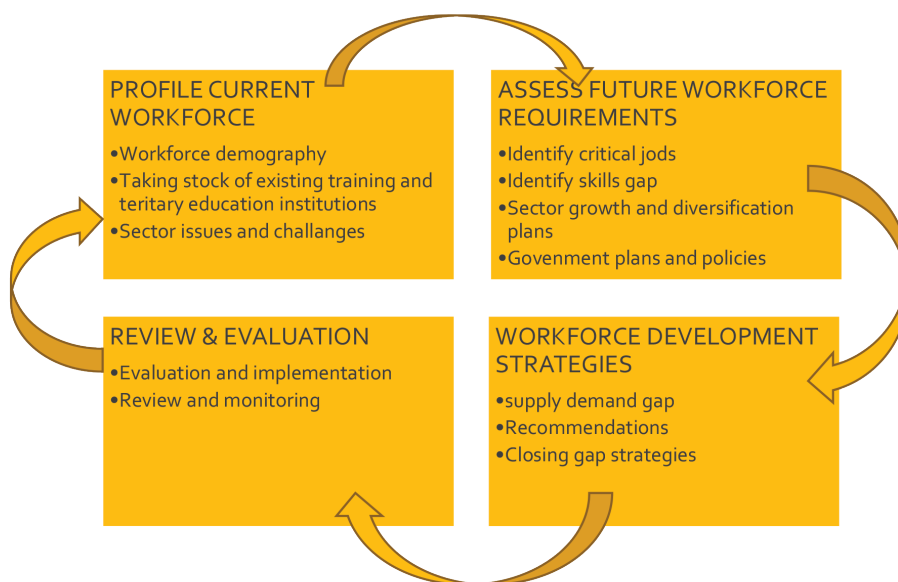 PROFILE CURRENT
WORKFORCE
•Workforce demography
•Taking stock of existing training and
teritary education institutions
•Sector issues and challanges
ASSESS FUTURE WORKFORCE
REQUIREMENTS
•Identify critical jods
•Identify skills gap
•Sector growth and diversification
plans
•Govenment plans and policies
REVIEW & EVALUATION
•Evaluation and implementation
•Review and monitoring
WORKFORCE DEVELOPMENT
STRATEGIES
•supply demand gap
•Recommendations
•Closing gap strategies